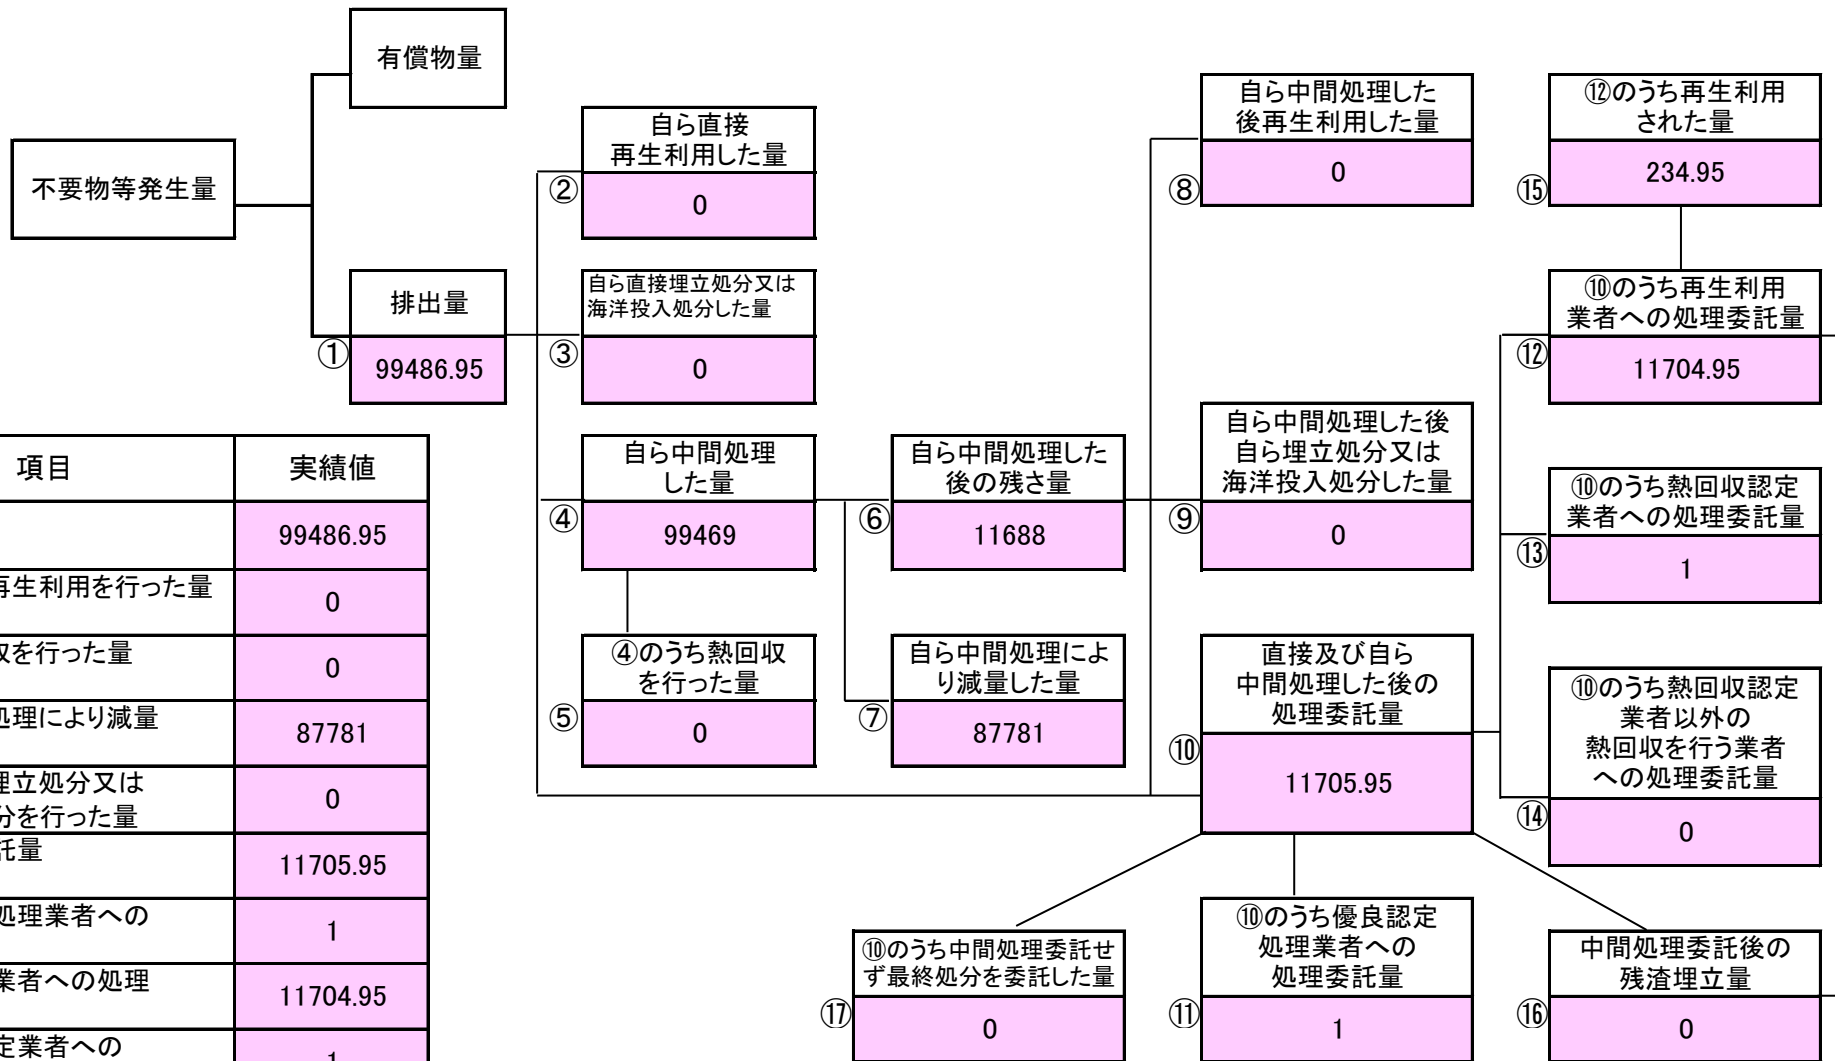 有償物量
不要物等発生量
排出量
①
99486.95
自ら直接
再生利用した量
②
0
自ら直接埋立処分又は
海洋投入処分した量
③
0
自ら中間処理
した量
④
99469
④のうち熱回収
を行った量
⑤
0
自ら中間処理した
後の残さ量
⑥
11688
自ら中間処理によ
り減量した量
⑦
87781
自ら中間処理した
後再生利用した量
⑧
0
自ら中間処理した後
自ら埋立処分又は
海洋投入処分した量
⑨
0
直接及び自ら
中間処理した後の
処理委託量
⑩
11705.95
⑫のうち再生利用
された量
⑮
234.95
⑩のうち再生利用
業者への処理委託量
⑫
11704.95
⑩のうち熱回収認定
業者への処理委託量
⑬
1
⑩のうち熱回収認定
業者以外の
熱回収を行う業者
への処理委託量
⑭
0
⑩のうち中間処理委託せ
ず最終処分を委託した量
⑰
0
⑩のうち優良認定
処理業者への
処理委託量
⑪
1
中間処理委託後の
残渣埋立量
⑯
0
項目 実績値
99486.95
再生利用を行った量 0
を行った量 0
処理により減量 87781
埋立処分又は
分を行った量 0
託量 11705.95
処理業者への 1
業者への処理 11704.95
定業者への 1